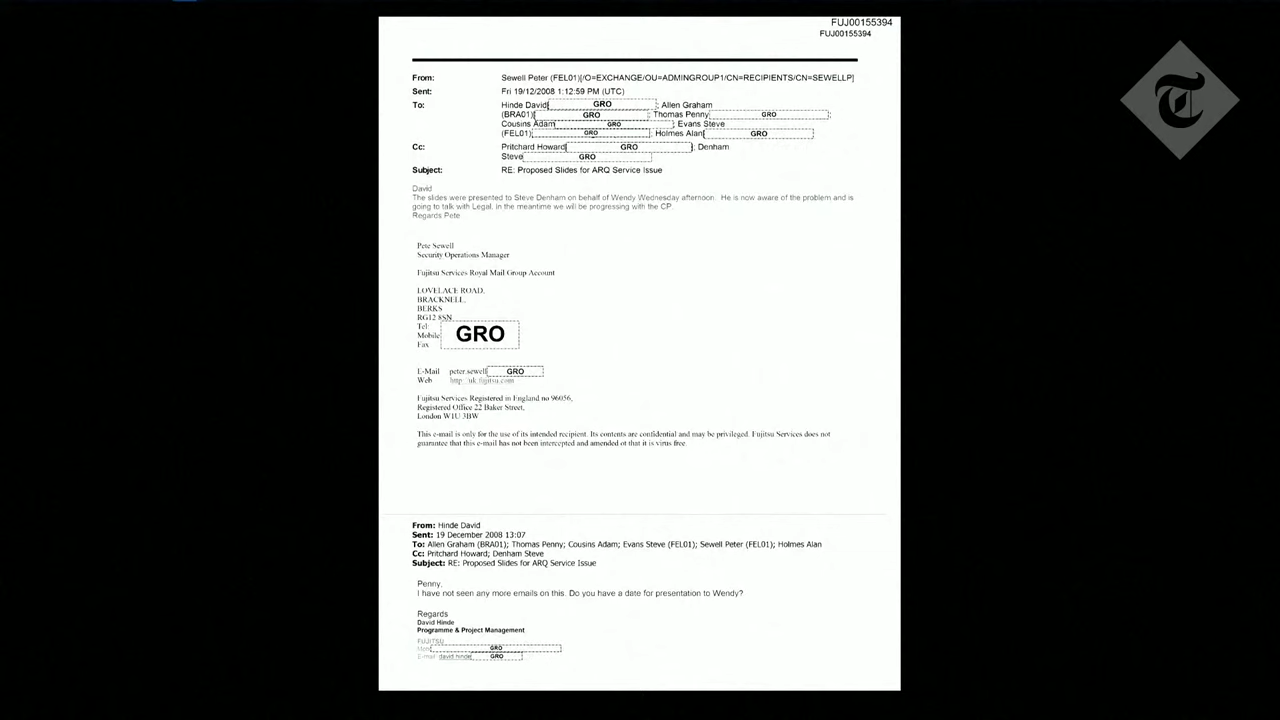 FUJ00155394
FUJ00155394
From: Sewell Peter (FEL01)[/O=EXCHANGE/OU=ADMINGROUP1/CN=RECIPIENTS/CN=SEWELLP]
Sent: Fri 19/12/2008 1:12:59 PM (UTC)
To: Hinde David[ GRO ]; Allen Graham
(BRA01)[ GRO ]; Thomas Penny[ GRO ];
Cousins Adam[ GRO ]; Evans Steve
(FEL01)[ GRO ]; Holmes Alan[ GRO ]
Cc: Pritchard Howard[ GRO ]; Denham
Steve[ GRO ]
Subject: RE: Proposed Slides for ARQ Service Issue
David
The slides were presented to Steve Denham on behalf of Wendy Wednesday afternoon. He is now aware of the problem and is
going to talk with Legal. in the meantime we will be progressing with the CP.
Regards Pete
Pete Sewell
Security Operations Manager
Fujitsu Services Royal Mail Group Account
LOVELACE ROAD,
BRACKNELL,
BERKS
RG12 8SN
Tel:
Mobile GRO
Fax
E-Mail peter.sewell[ GRO ]
Web http://uk.fujitsu.com
Fujitsu Services Registered in England no 96056,
Registered Office 22 Baker Street,
London W1U 3BW
This e-mail is only for the use of its intended recipient. Its contents are confidential and may be privileged. Fujitsu Services does not
guarantee that this e-mail has not been intercepted and amended ot that it is virus free.
From: Hinde David
Sent: 19 December 2008 13:07
To: Allen Graham (BRA01); Thomas Penny; Cousins Adam; Evans Steve (FEL01); Sewell Peter (FEL01); Holmes Alan
Cc: Pritchard Howard; Denham Steve
Subject: RE: Proposed Slides for ARQ Service Issue
Penny,
I have not seen any more emails on this. Do you have a date for presentation to Wendy?
Regards
David Hinde
Programme & Project Management
FUJITSU
GRO
E-mail: david.hinde[ GRO ]
T